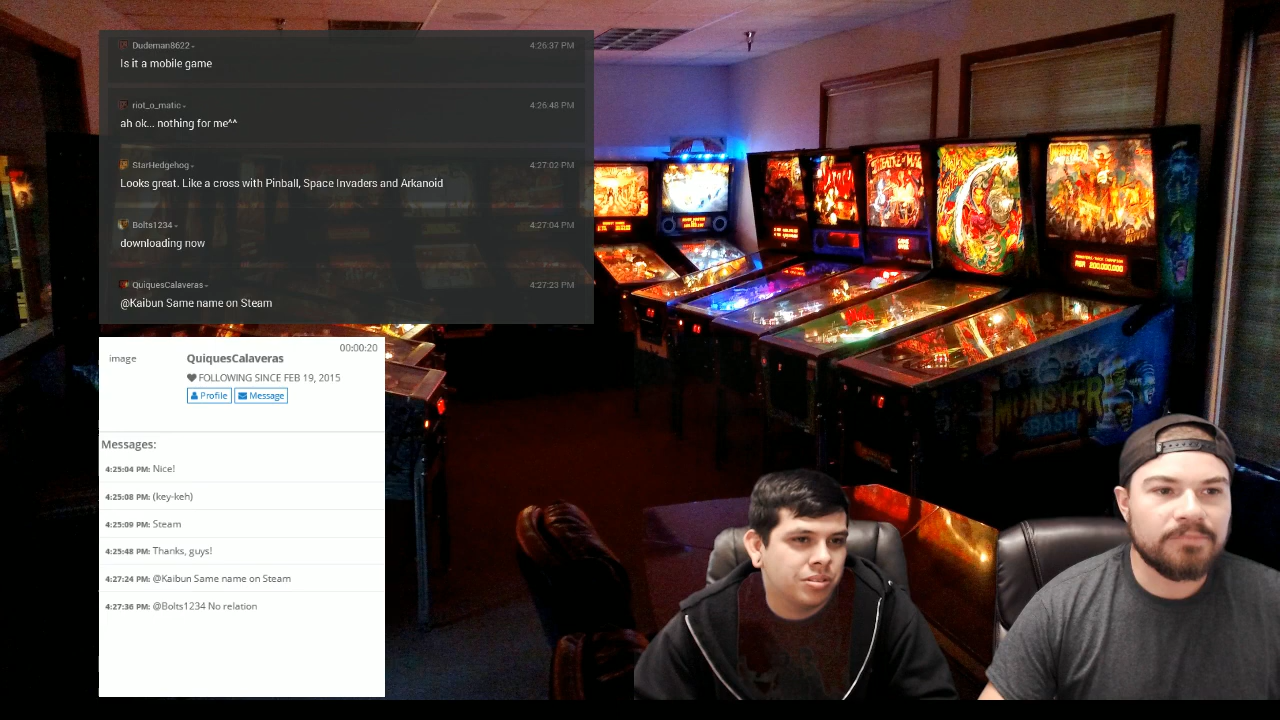 Dudeman8622
4:26:37 PM
Is it a mobile game
riot_o_matic
4:26:48 PM
ah ok... nothing for me^^
StarHedgehog
4:27:02 PM
Looks great. Like a cross with Pinball, Space Invaders and Arkanoid
Bolts1234
4:27:04 PM
downloading now
QuiquesCalaveras
4:27:23 PM
@Kaibun Same name on Steam
00:00:20
image
QuiquesCalaveras
FOLLOWING SINCE FEB 19, 2015
Profile
Message
Messages:
4:25:04 PM: Nice!
4:25:08 PM: (key-keh)
4:25:09 PM: Steam
4:25:48 PM: Thanks, guys!
4:27:24 PM: @Kaibun Same name on Steam
4:27:36 PM: @Bolts1234 No relation
MONSTER
BASH